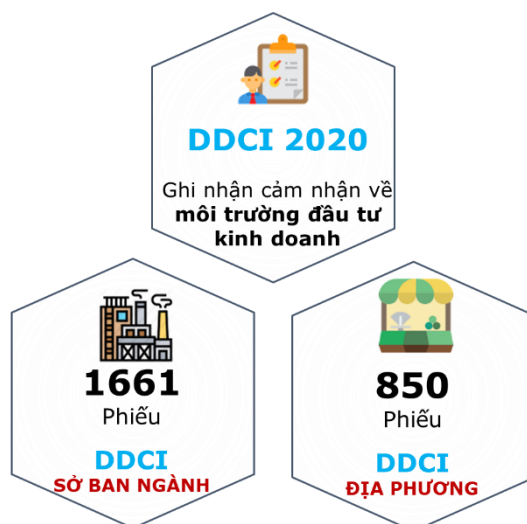 DDCI 2020
Ghi nhận cảm nhận về
môi trường đầu tư
kinh doanh
1661
Phiếu
DDCI
SỞ BAN NGÀNH
850
Phiếu
DDCI
ĐỊA PHƯƠNG